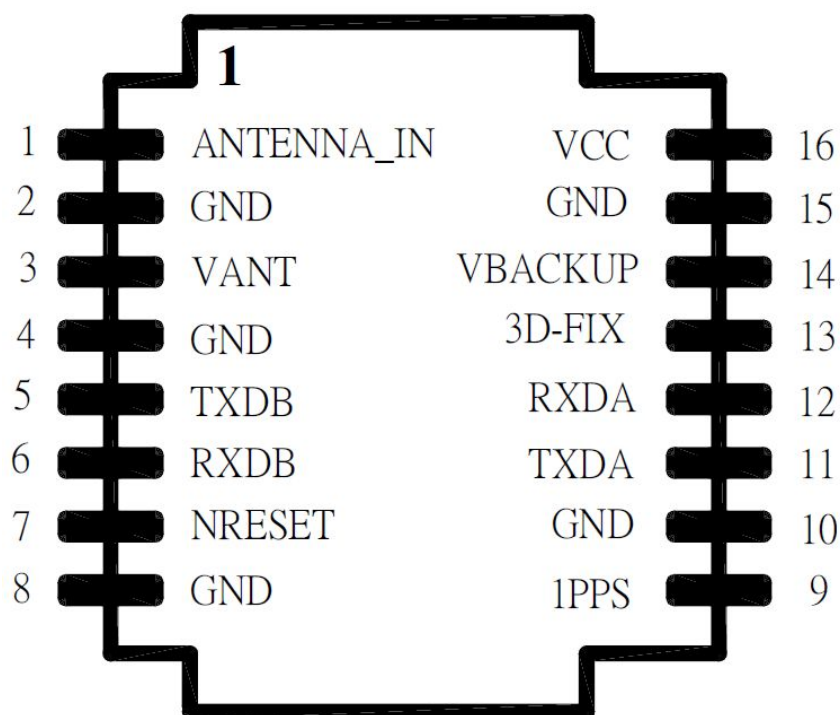 1
1 ANTENNA_IN VCC 16
2 GND GND 15
3 VANT VBACKUP 14
4 GND 3D-FIX 13
5 TXDB RXDA 12
6 RXDB TXDA 11
7 NRESET GND 10
8 GND 1PPS 9